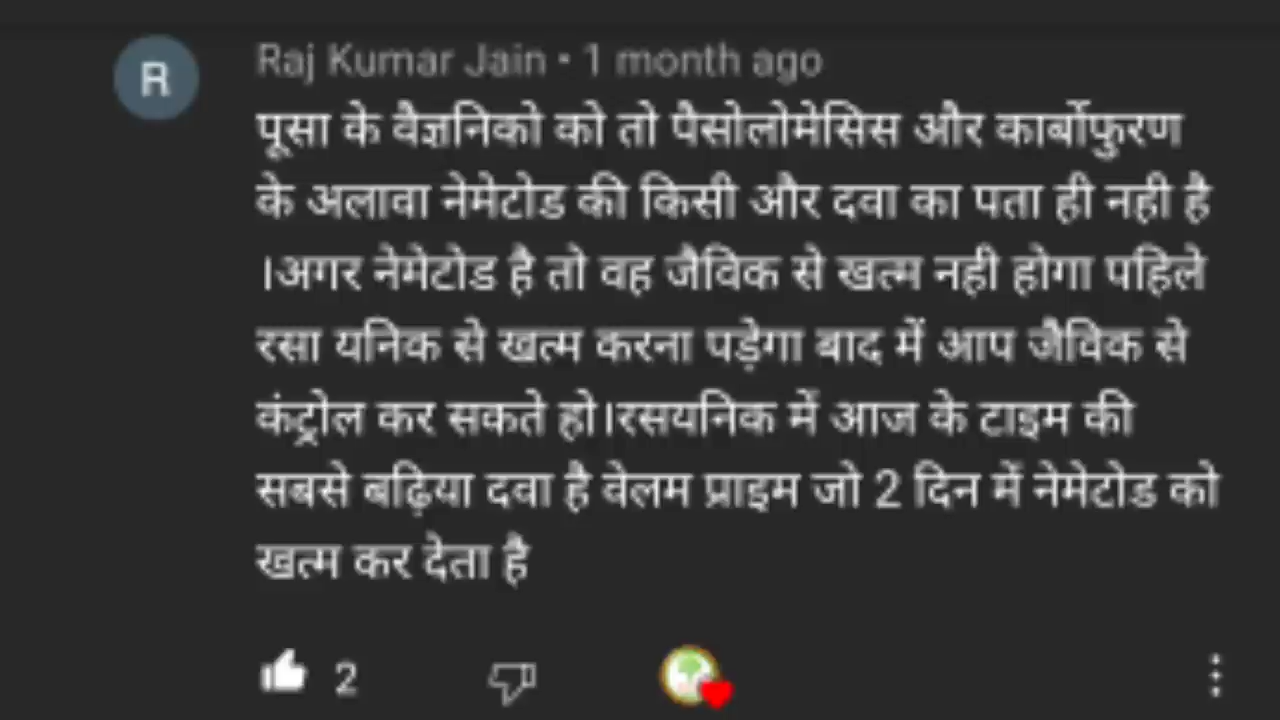 R
Raj Kumar Jain • 1 month ago
पूसा के वैज्ञनिको को तो पैसोलोमेसिस और कार्बोफुरण
के अलावा नेमेटोड की किसी और दवा का पता ही नही है
।अगर नेमेटोड है तो वह जैविक से खत्म नही होगा पहिले
रसा यनिक से खत्म करना पड़ेगा बाद में आप जैविक से
कंट्रोल कर सकते हो।रसयनिक में आज के टाइम की
सबसे बढ़िया दवा है वेलम प्राइम जो 2 दिन में नेमेटोड को
खत्म कर देता है
2